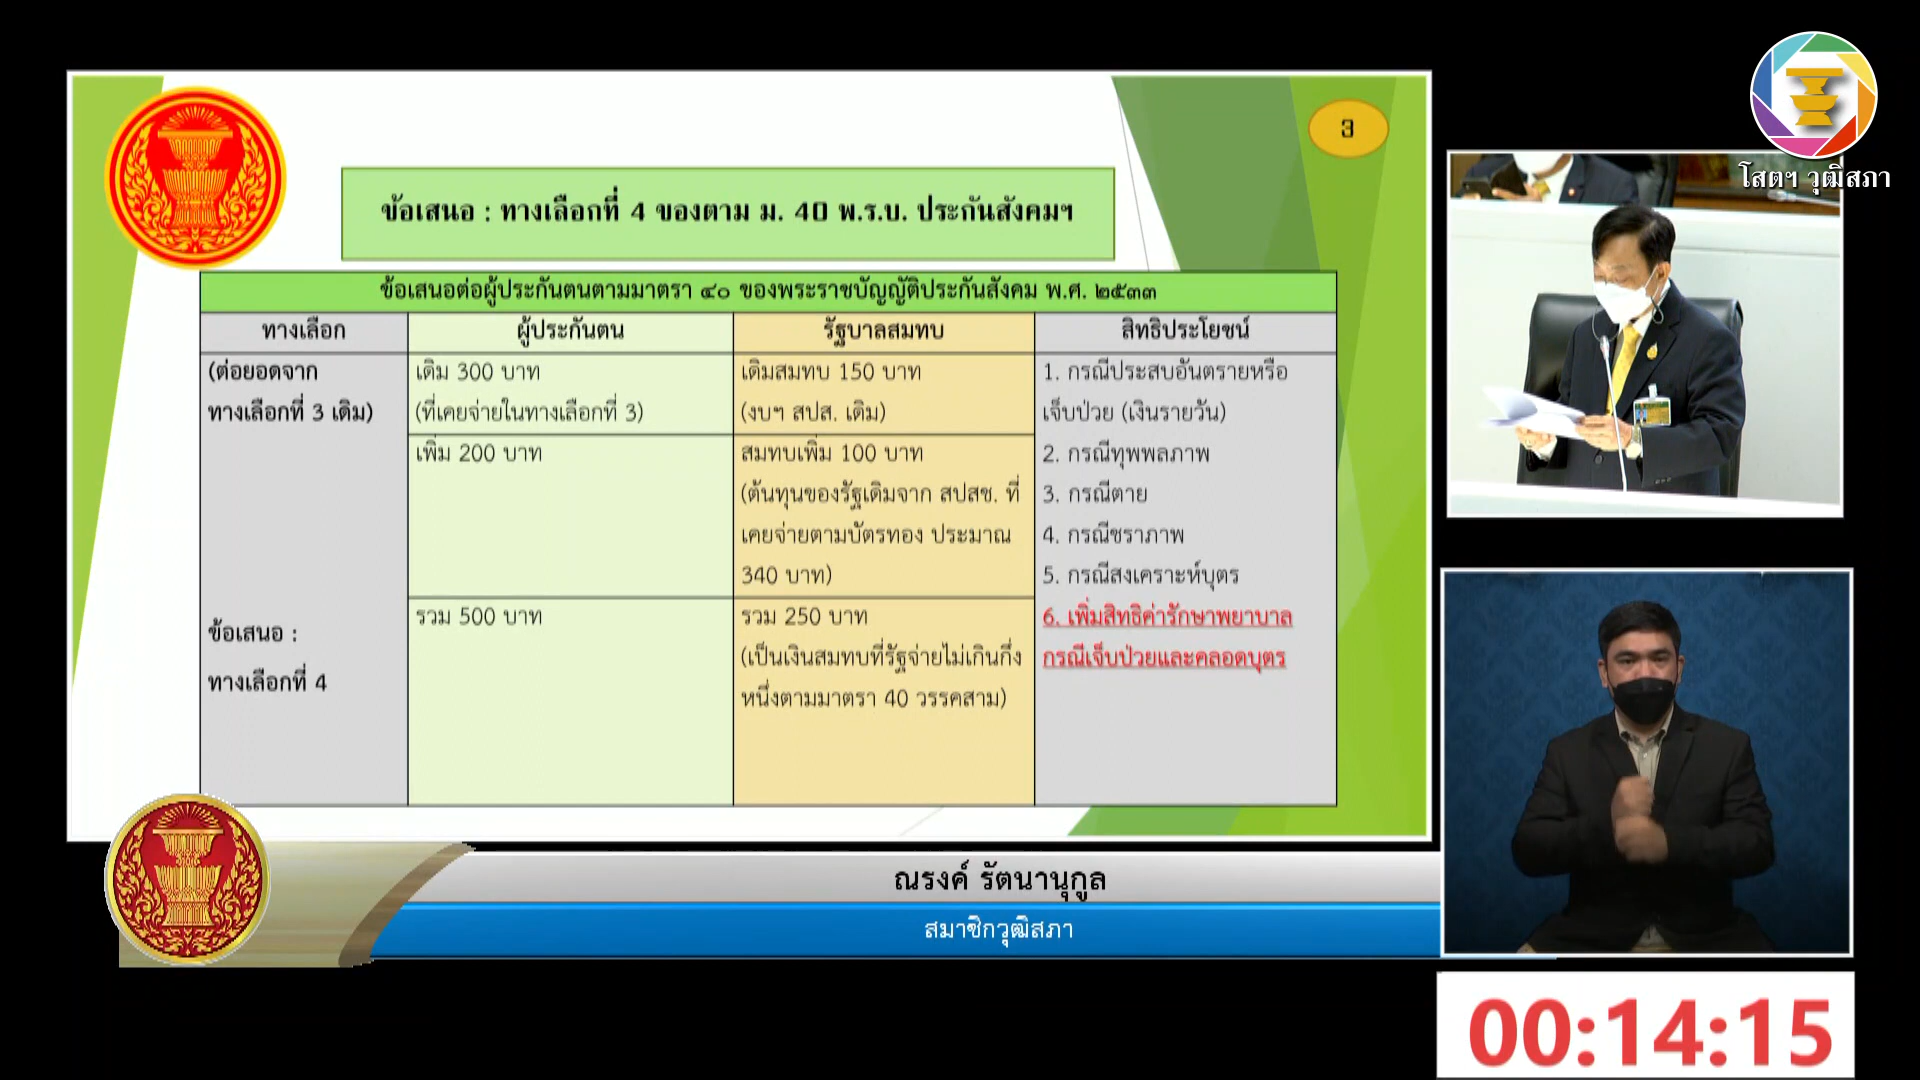 3
โสตฯ วุฒิสภา
ข้อเสนอ : ทางเลือกที่ 4 ของตาม ม. 40 พ.ร.บ. ประกันสังคมฯ
ข้อเสนอต่อผู้ประกันตนตามมาตรา ๔๐ ของพระราชบัญญัติประกันสังคม พ.ศ. ๒๕๓๓
ทางเลือก
ผู้ประกันตน
รัฐบาลสมทบ
สิทธิประโยชน์
(ต่อยอดจาก
ทางเลือกที่ 3 เดิม)
ข้อเสนอ :
ทางเลือกที่ 4
เดิม 300 บาท
(ที่เคยจ่ายในทางเลือกที่ 3)
เพิ่ม 200 บาท
รวม 500 บาท
เดิมสมทบ 150 บาท
(งบฯ สปส. เดิม)
สมทบเพิ่ม 100 บาท
(ต้นทุนของรัฐเดิมจาก สปสช. ที่
เคยจ่ายตามบัตรทอง ประมาณ
340 บาท)
รวม 250 บาท
(เป็นเงินสมทบที่รัฐจ่ายไม่เกินกึ่ง
หนึ่งตามมาตรา 40 วรรคสาม)
1. กรณีประสบอันตรายหรือ
เจ็บป่วย (เงินรายวัน)
2. กรณีทุพพลภาพ
3. กรณีตาย
4. กรณีชราภาพ
5. กรณีสงเคราะห์บุตร
6. เพิ่มสิทธิค่ารักษาพยาบาล
กรณีเจ็บป่วยและคลอดบุตร
ณรงค์ รัตนานุกูล
สมาชิกวุฒิสภา
00:14:15